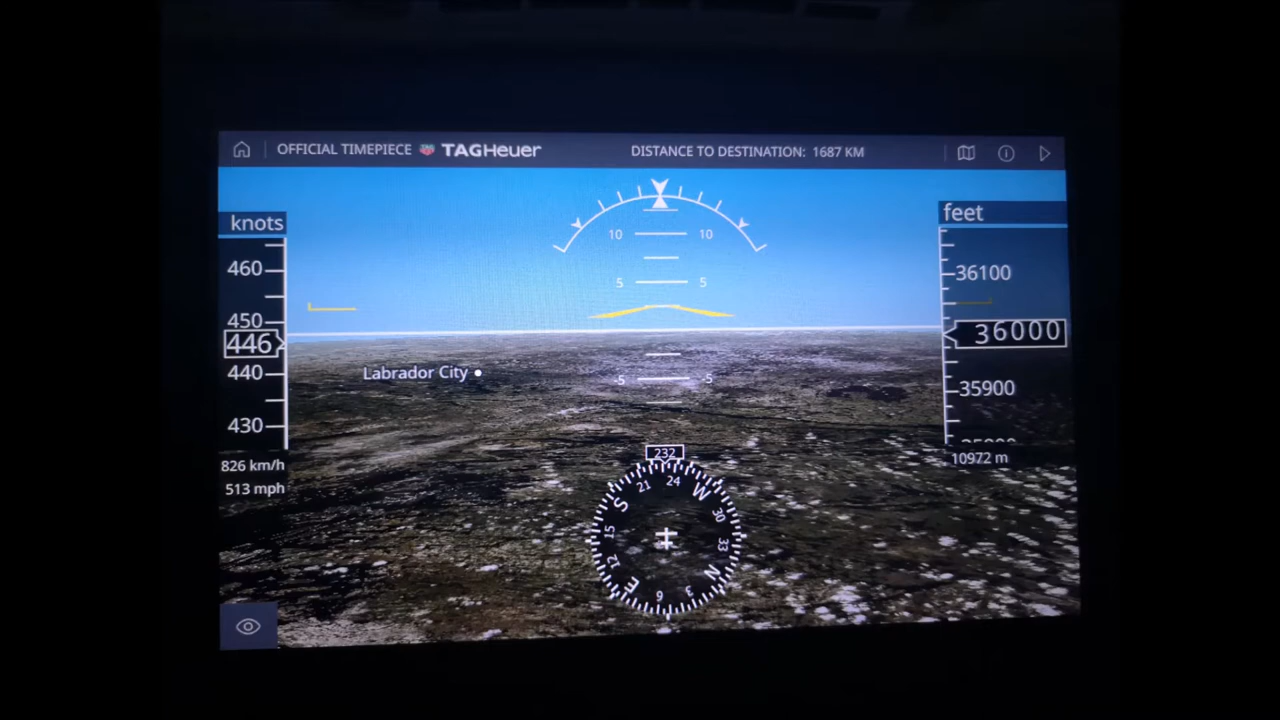 OFFICIAL TIMEPIECE TAG TAGHeuer DISTANCE TO DESTINATION: 1687 KM
knots
460
450
446
440
430
826 km/h
513 mph
10 10
5 5
-5 -5
Labrador City
feet
36100
36000
35900
10972 m
232
S 21 24 W 30 33 N 3 6 E 12 15